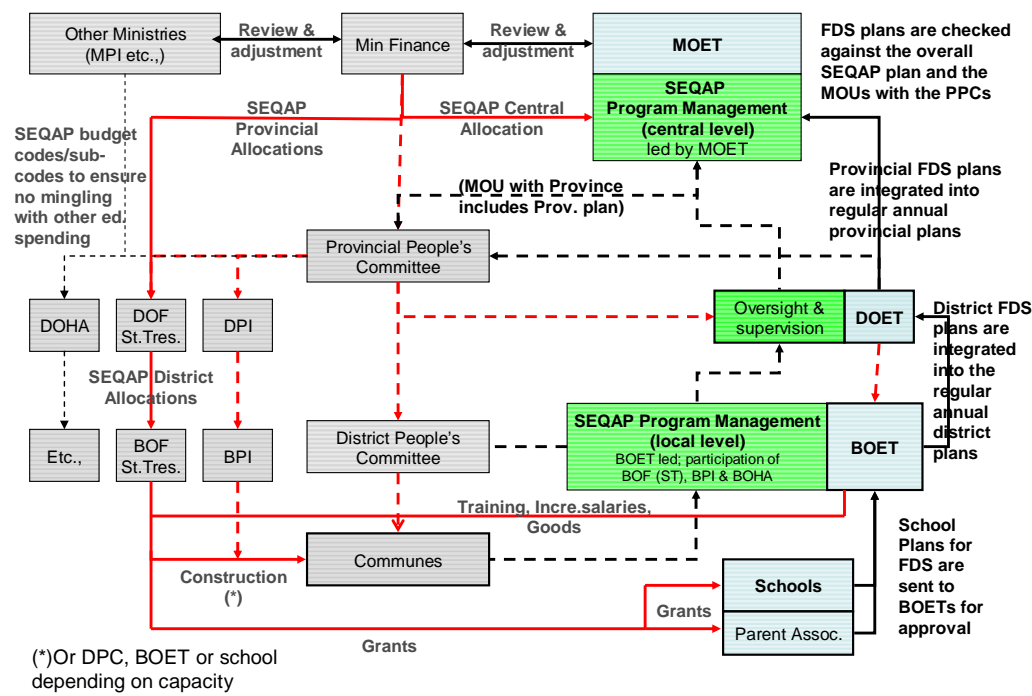 Other Ministries
(MPI etc.,)
Review &
adjustment
Min Finance
Review &
adjustment
MOET
FDS plans are checked
against the overall
SEQAP plan and the
MOUs with the PPCs
SEQAP
Program Management
(central level)
led by MOET
SEQAP
Provincial
Allocations
SEQAP Central
Allocation
SEQAP budget
codes/sub-
codes to ensure
no mingling
with other ed.
spending
(MOU with Province
includes Prov. plan)
Provincial FDS plans
are integrated into
regular annual
provincial plans
Provincial People's
Committee
DOHA
DOF
St.Tres.
DPI
Oversight &
supervision
DOET
District FDS
plans are
integrated
into the
regular
annual
district
plans
SEQAP District
Allocations
Etc.,
BOF
St.Tres.
BPI
District People's
Committee
SEQAP Program Management
(local level)
BOET led; participation of
BOF (ST), BPI & BOHA
BOET
Training, Incre.salaries,
Goods
Communes
Construction
(*)
School
Plans for
FDS are
sent to
BOETs for
approval
Schools
Grants
Parent Assoc.
Grants
(*)Or DPC, BOET or school
depending on capacity